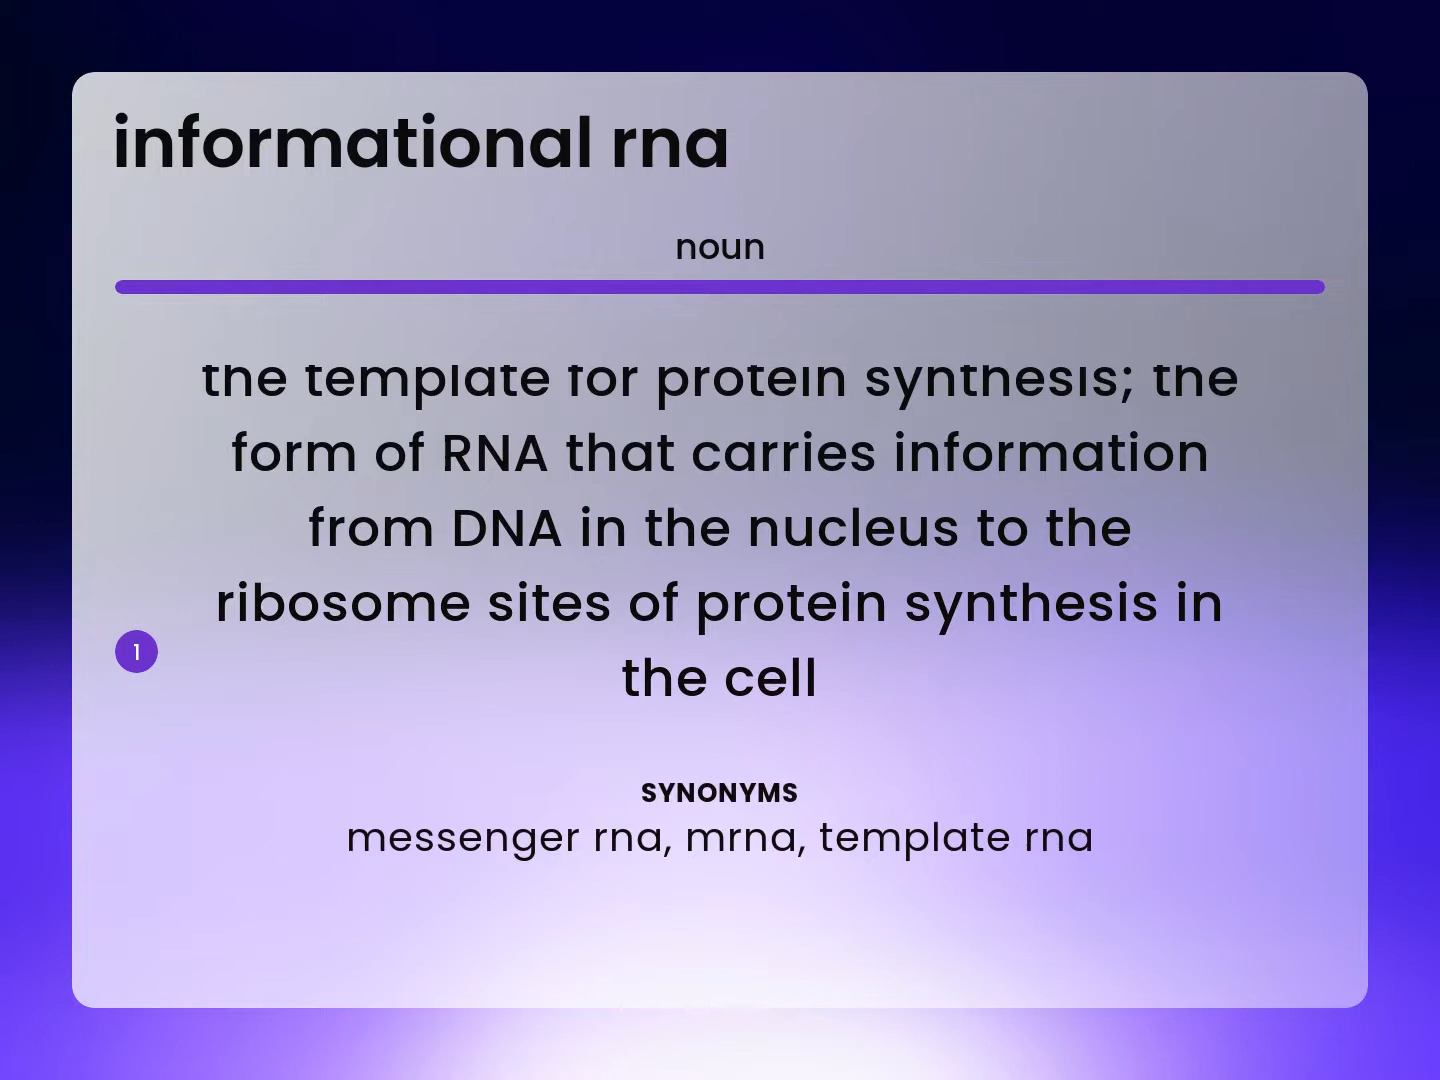 informational rna
noun
the template for protein synthesis; the
form of RNA that carries information
from DNA in the nucleus to the
ribosome sites of protein synthesis in
the cell
1
SYNONYMS
messenger rna, mrna, template rna